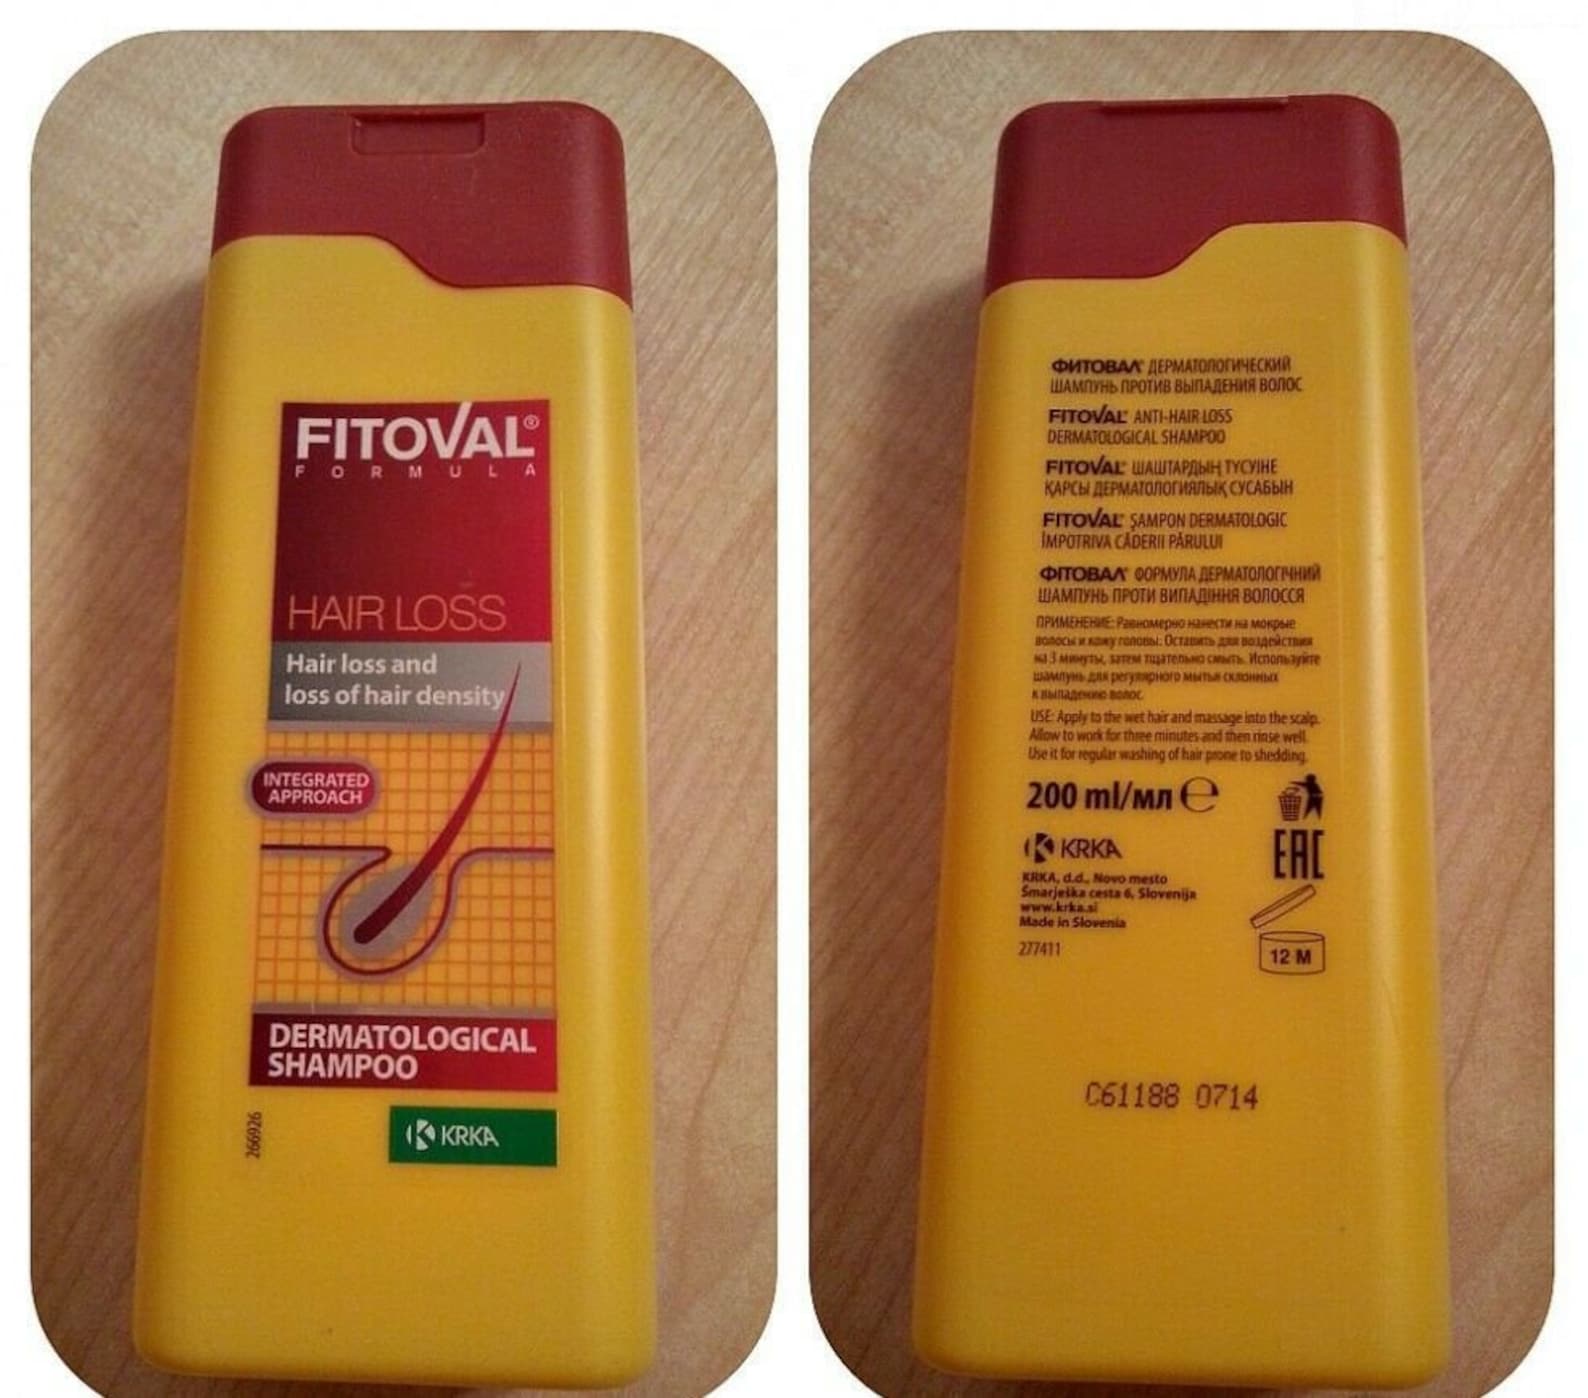 FITOVAL®
FORMULA
HAIR LOSS
Hair loss and
loss of hair density
INTEGRATED
APPROACH
DERMATOLOGICAL
SHAMPOO
266926
KRKA
ФИТОВАЛ® ДЕРМАТОЛОГИЧЕСКИЙ
ШАМПУНЬ ПРОТИВ ВЫПАДЕНИЯ ВОЛОС
FITOVAL® ANTI-HAIR LOSS
DERMATOLOGICAL SHAMPOO
FITOVAL® ШАШТАРДЫҢ ТҮСУІНЕ
ҚАРСЫ ДЕРМАТОЛОГИЯЛЫҚ СУСАБЫН
FITOVAL® ŞAMPON DERMATOLOGIC
ÎMPOTRIVA CĂDERII PĂRULUI
ФІТОВАЛ® ФОРМУЛА ДЕРМАТОЛОГІЧНИЙ
ШАМПУНЬ ПРОТИ ВИПАДІННЯ ВОЛОССЯ
ПРИМЕНЕНИЕ: Равномерно нанести на мокрые
волосы и кожу головы. Оставить для воздействия
на 3 минуты, затем тщательно смыть. Используйте
шампунь для регулярного мытья склонных
к выпадению волос.
USE: Apply to the wet hair and massage into the scalp.
Allow to work for three minutes and then rinse well.
Use it for regular washing of hair prone to shedding.
200 ml/мл ℮
KRKA
EAC
KRKA, d.d., Novo mesto
Šmarješka cesta 6, Slovenija
www.krka.si
Made in Slovenia
277411
12 M
C61188 0714